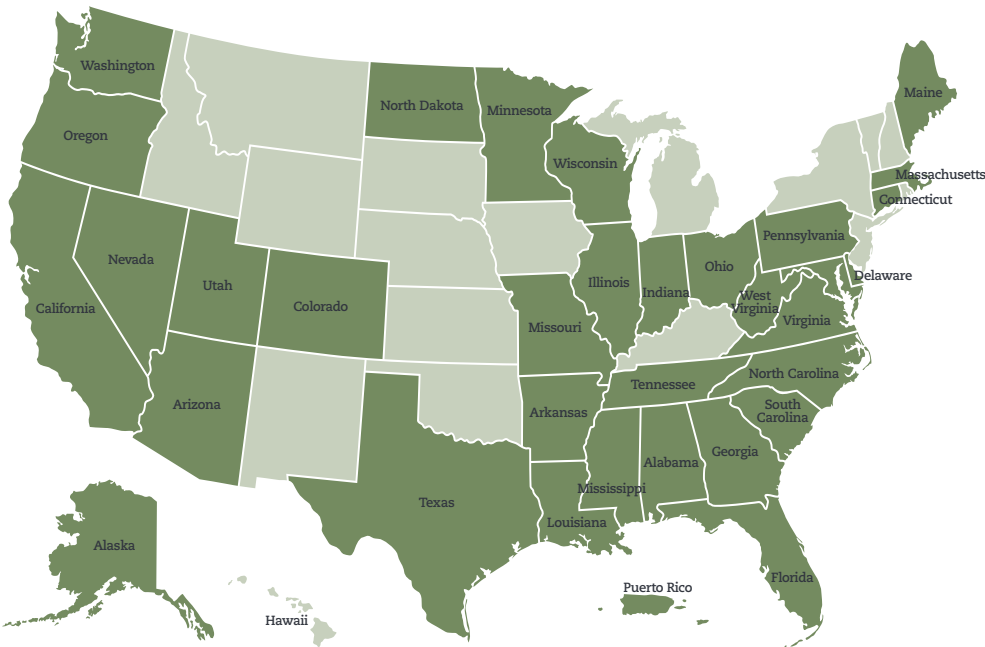 Washington
Maine
North Dakota
Minnesota
Oregon
Wisconsin
Massachusetts
Connecticut
Pennsylvania
Nevada
Ohio
Delaware
Utah
Illinois
Indiana
West
Virginia
California
Colorado
Virginia
Missouri
North Carolina
Tennessee
Arizona
South
Carolina
Arkansas
Georgia
Alabama
Mississippi
Texas
Louisiana
Alaska
Florida
Puerto Rico
Hawaii